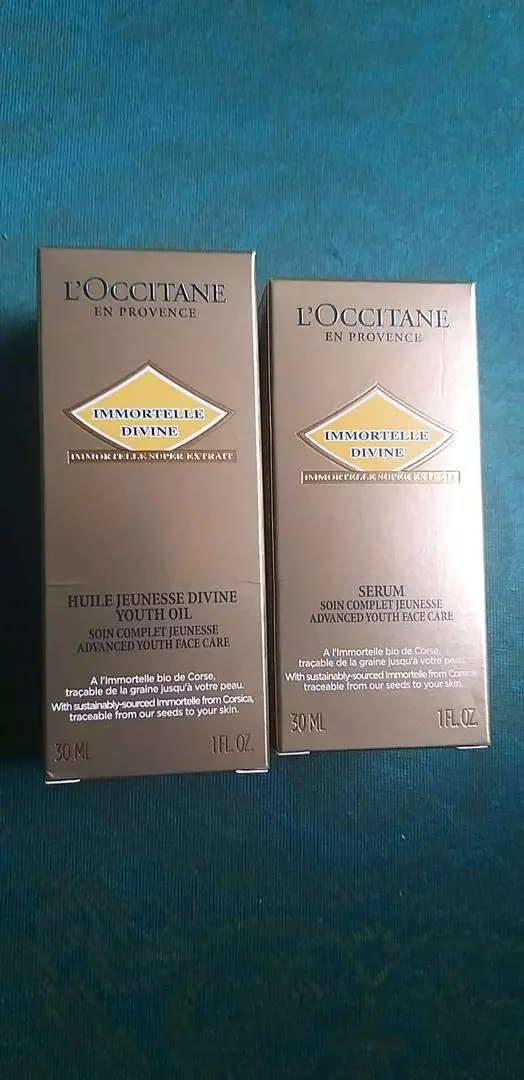 L'OCCITANE
EN PROVENCE
IMMORTELLE
DIVINE
IMMORTELLE SUPER EXTRAIT
HUILE JEUNESSE DIVINE
YOUTH OIL
SOIN COMPLET JEUNESSE
ADVANCED YOUTH FACE CARE
A l'Immortelle bio de Corse,
traçable de la graine jusqu'à votre peau.
With sustainably-sourced Immortelle from Corsica,
traceable from our seeds to your skin.
30 ML 1 FL.OZ.
L'OCCITANE
EN PROVENCE
IMMORTELLE
DIVINE
IMMORTELLE SUPER EXTRAIT
SERUM
SOIN COMPLET JEUNESSE
ADVANCED YOUTH FACE CARE
A l'Immortelle bio de Corse,
traçable de la graine jusqu'à votre peau.
With sustainably-sourced Immortelle from Corsica,
traceable from our seeds to your skin.
30 ML 1 FL.OZ.